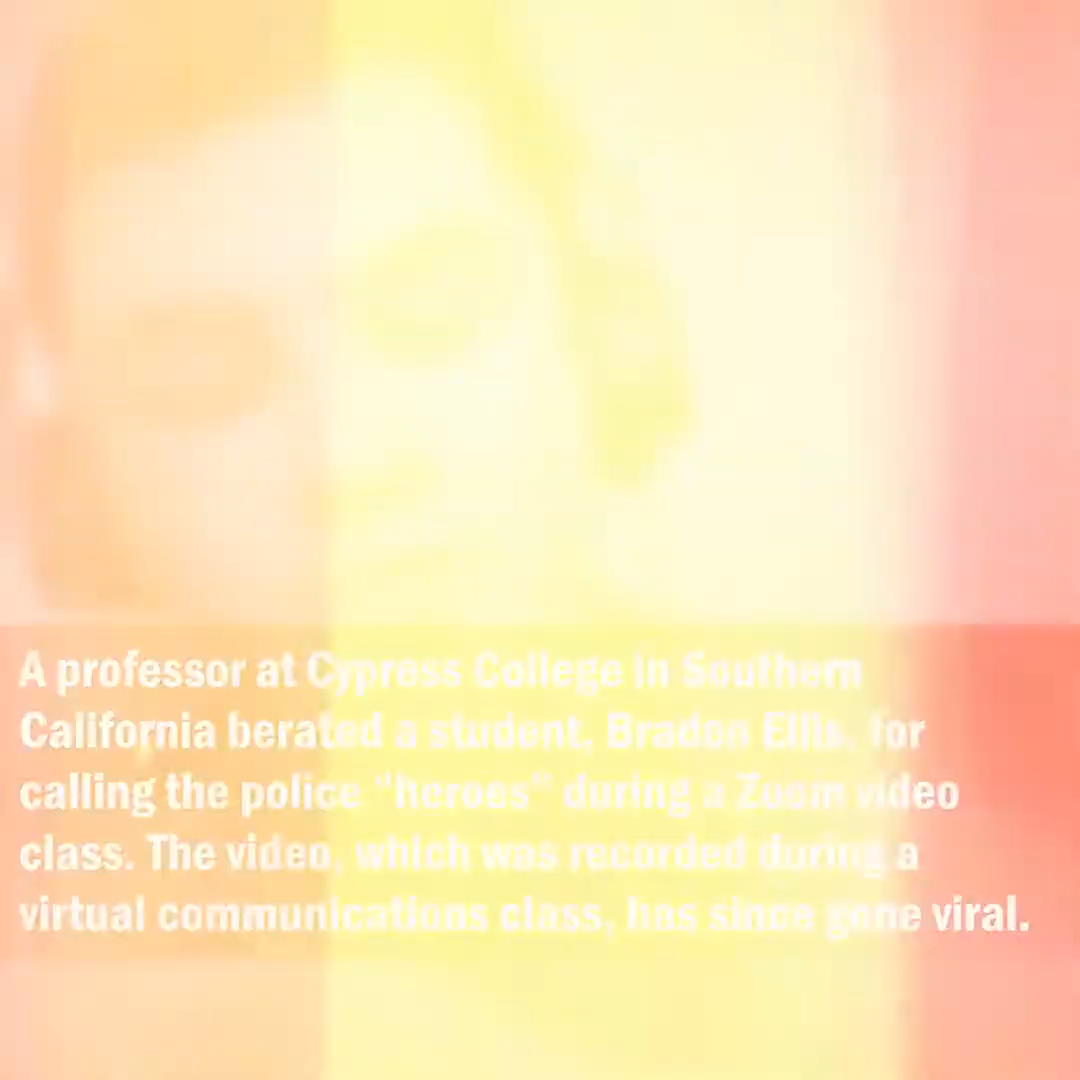 A professor at Cypress College in Southern
California berated a student, Bradon Ellis, for
calling the police "heroes" during a Zoom video
class. The video, which was recorded during a
virtual communications class, has since gone viral.